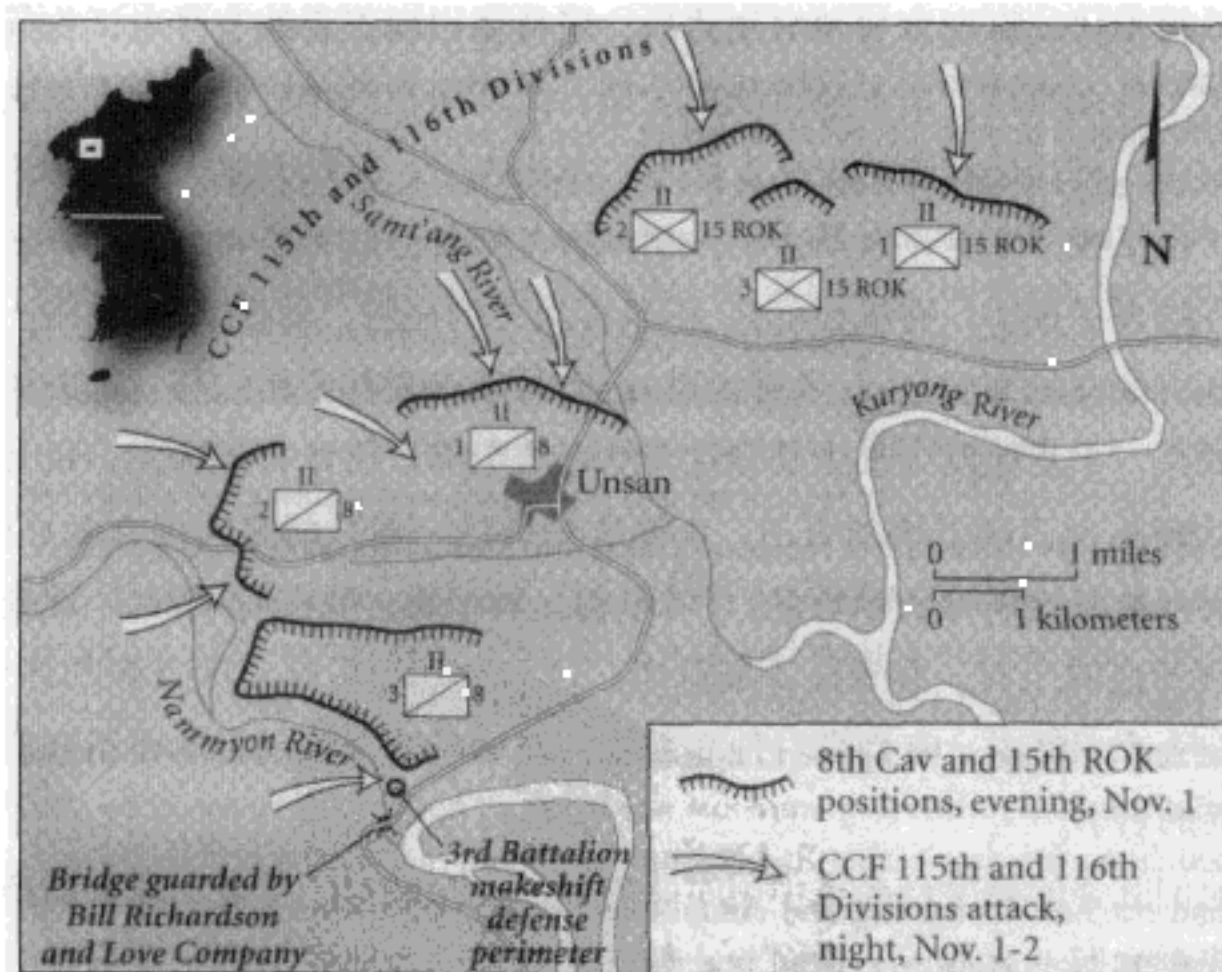 CCF 115th and 116th Divisions
Samt'ang River
II
2 15 ROK
II
1 15 ROK
II
3 15 ROK
N
Kuryong River
II
1 8
Unsan
II
2 8
0 1 miles
0 1 kilometers
II
3 8
Nammyon River
Bridge guarded by
Bill Richardson
and Love Company
3rd Battalion
makeshift
defense
perimeter
8th Cav and 15th ROK
positions, evening, Nov. 1
CCF 115th and 116th
Divisions attack,
night, Nov. 1-2